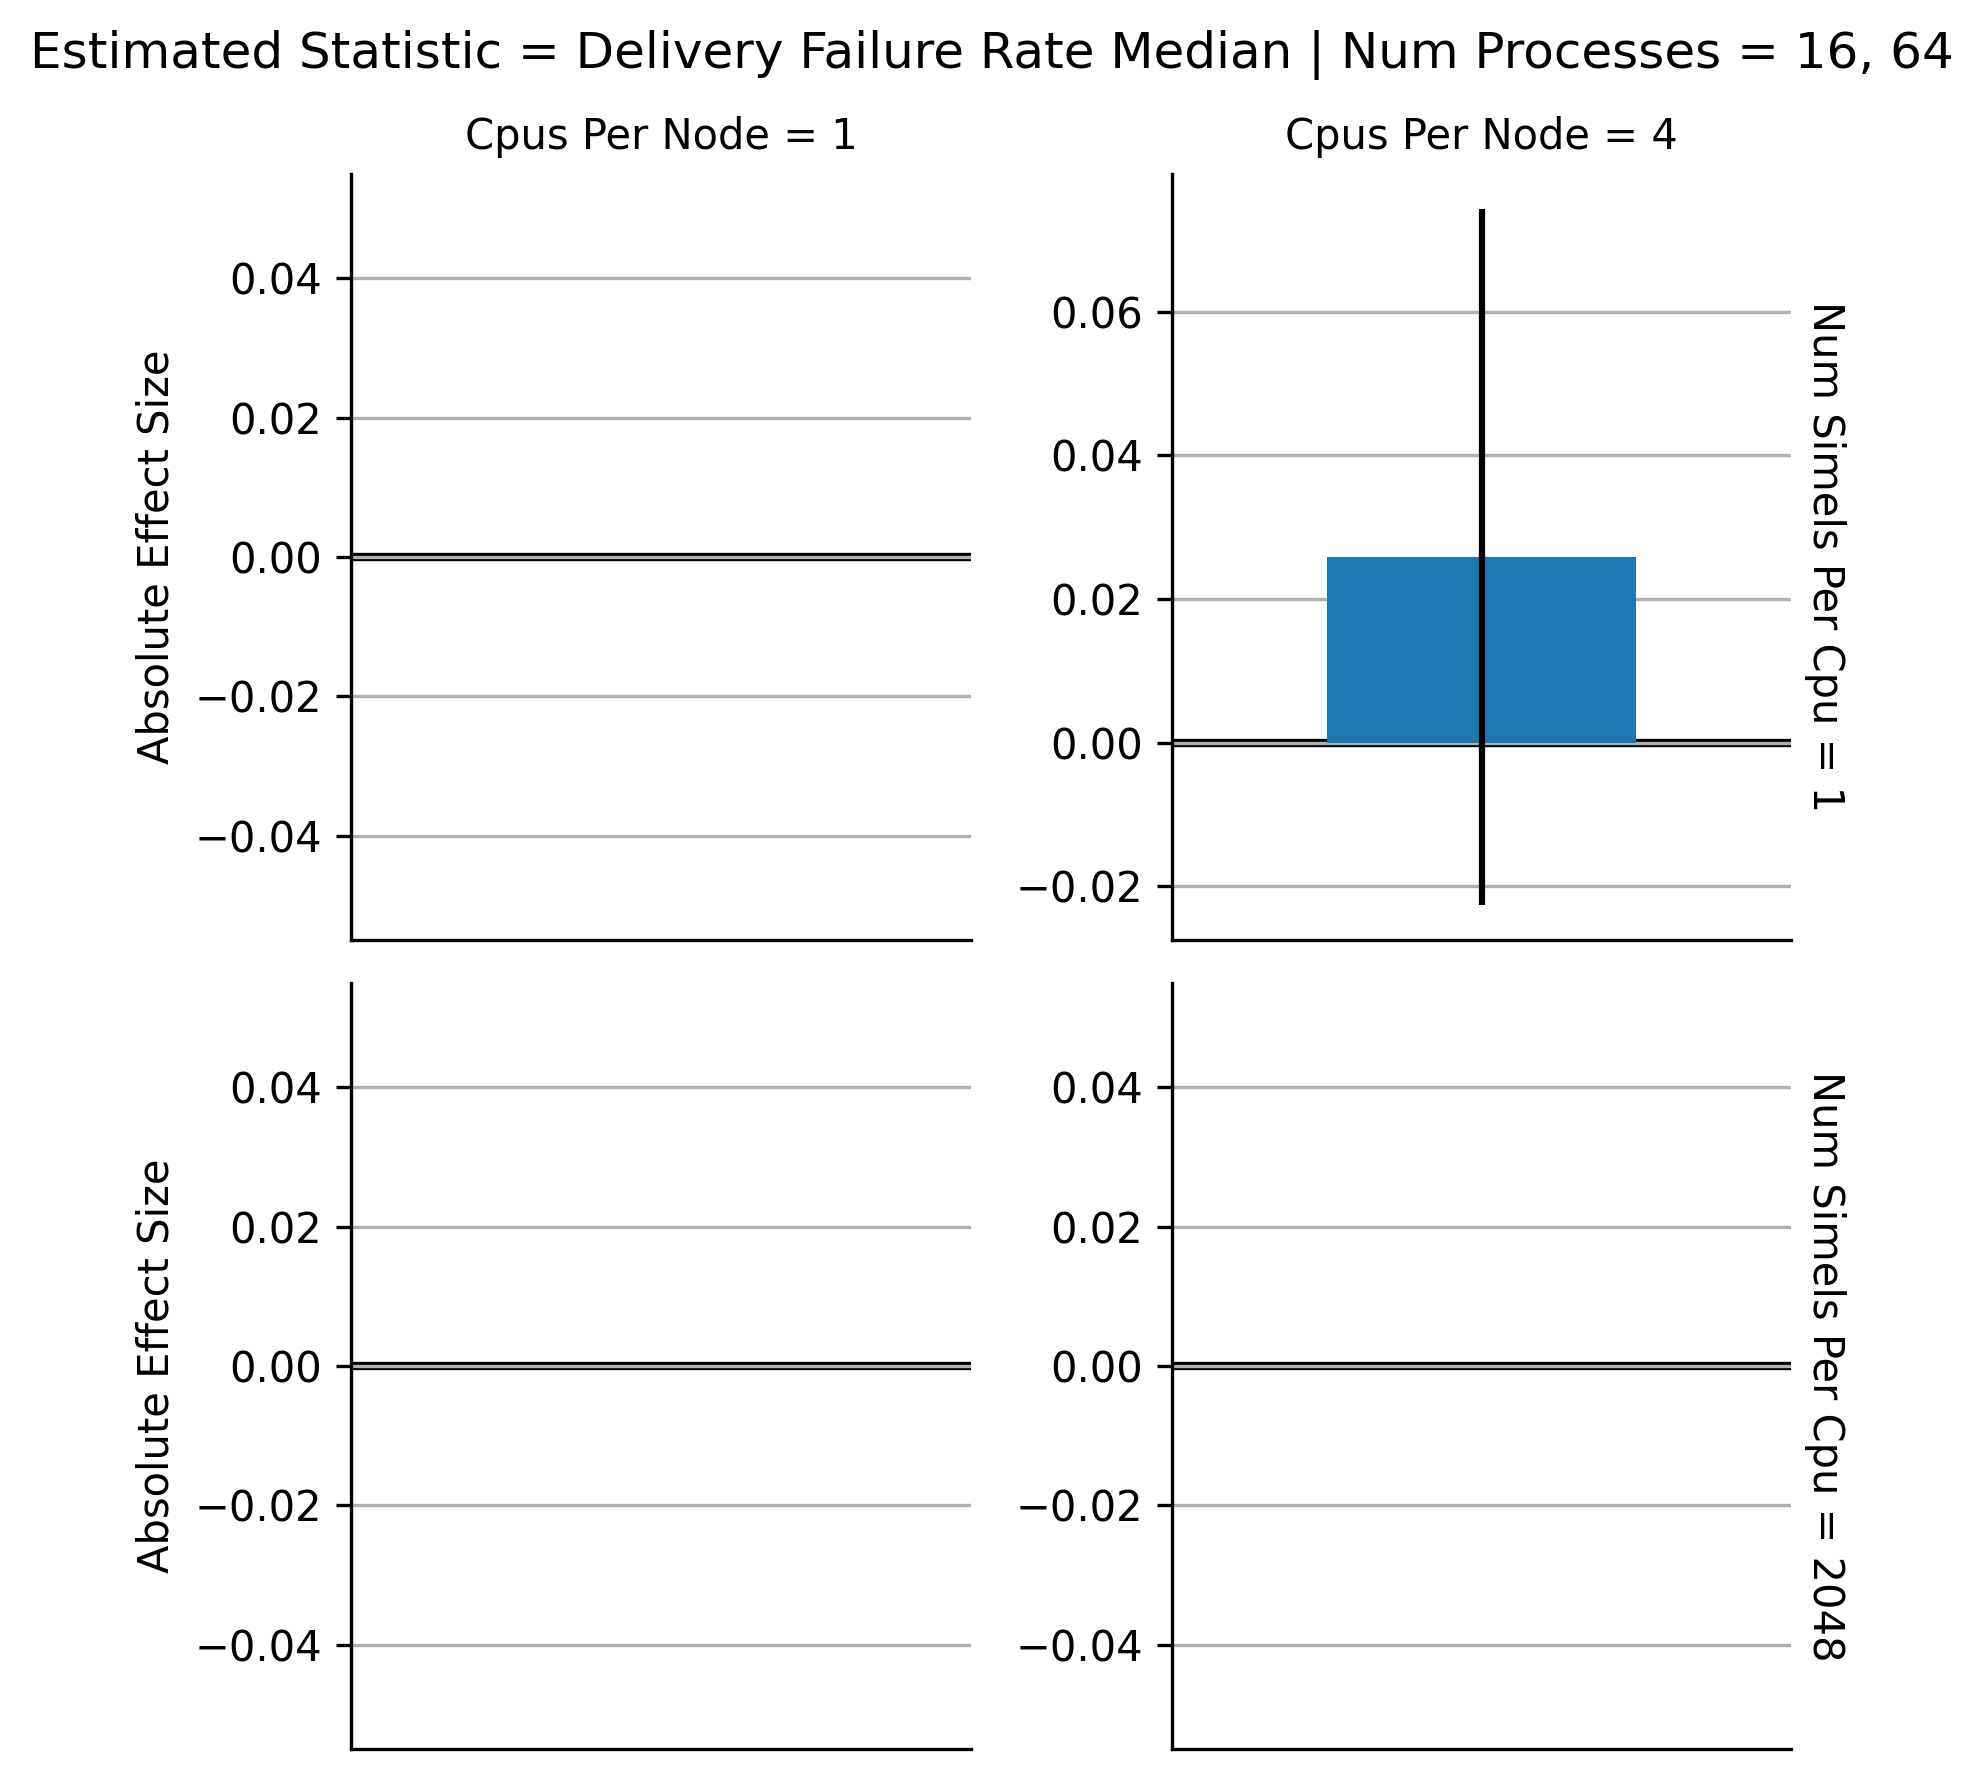 Estimated Statistic = Delivery Failure Rate Median | Num Processes = 16, 64
Cpus Per Node = 1
Cpus Per Node = 4
Absolute Effect Size
0.04
0.02
0.00
−0.02
−0.04
0.06
0.04
0.02
0.00
−0.02
Num Simels Per Cpu = 1
Absolute Effect Size
0.04
0.02
0.00
−0.02
−0.04
0.04
0.02
0.00
−0.02
−0.04
Num Simels Per Cpu = 2048